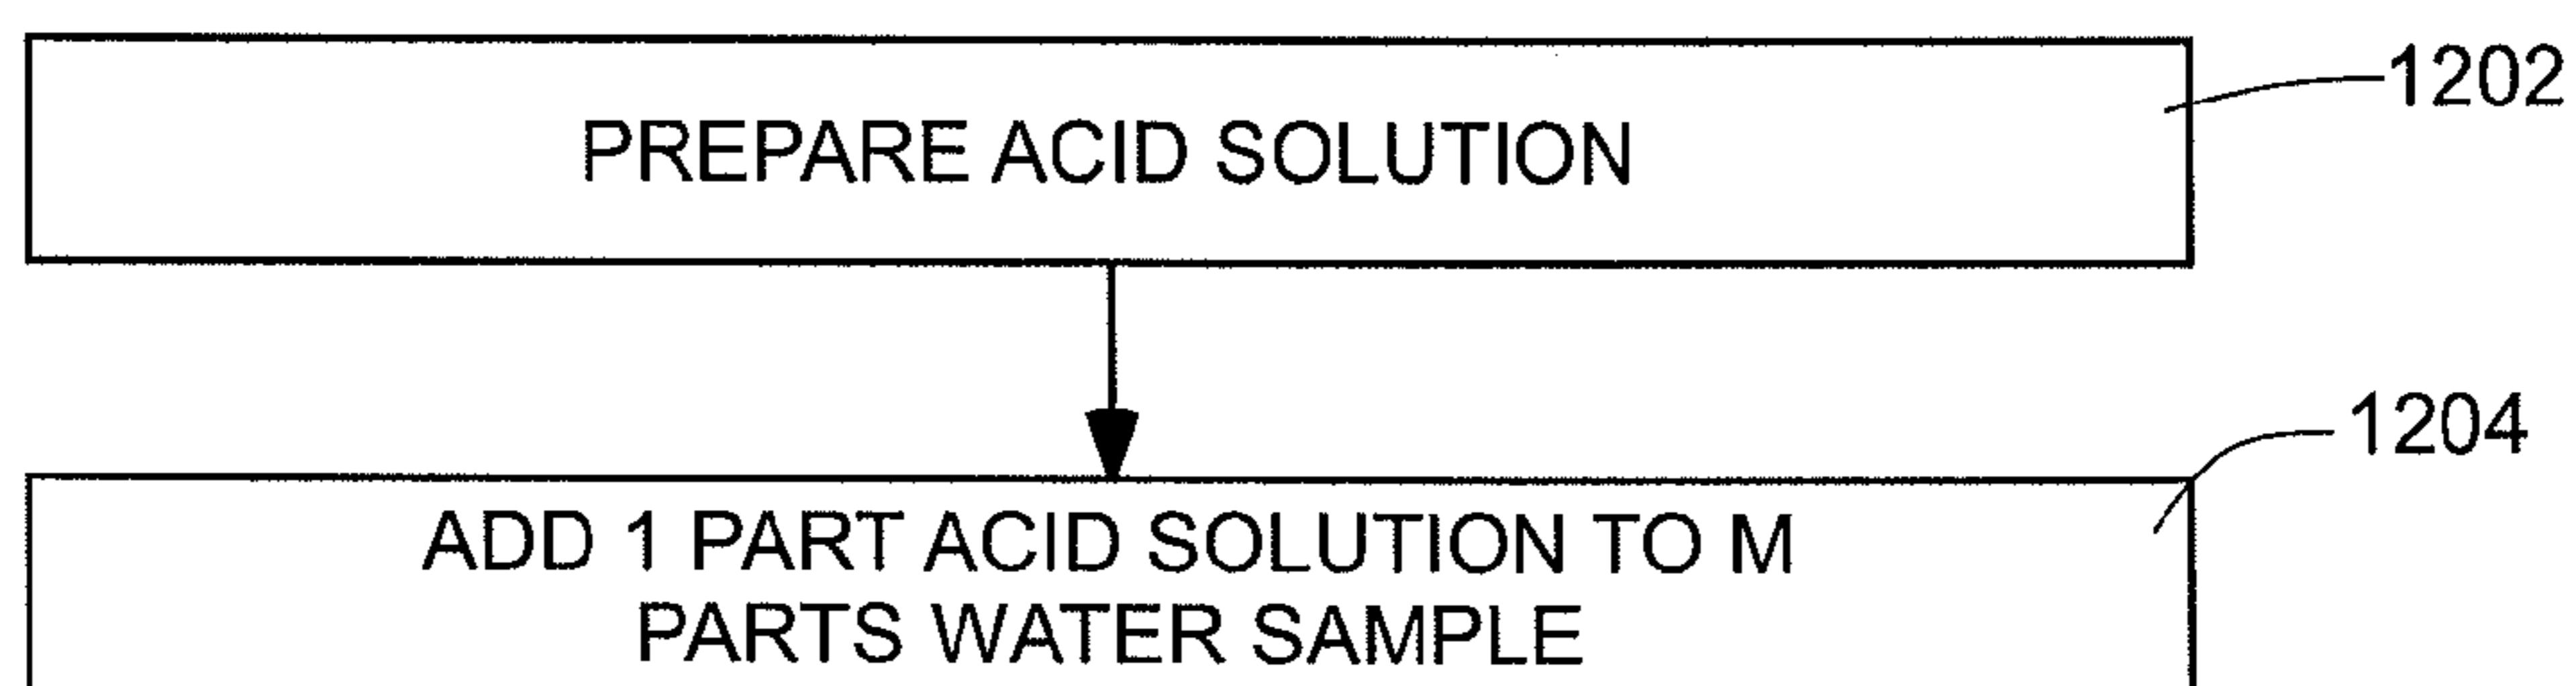 1202
PREPARE ACID SOLUTION
1204
ADD 1 PART ACID SOLUTION TO M
PARTS WATER SAMPLE